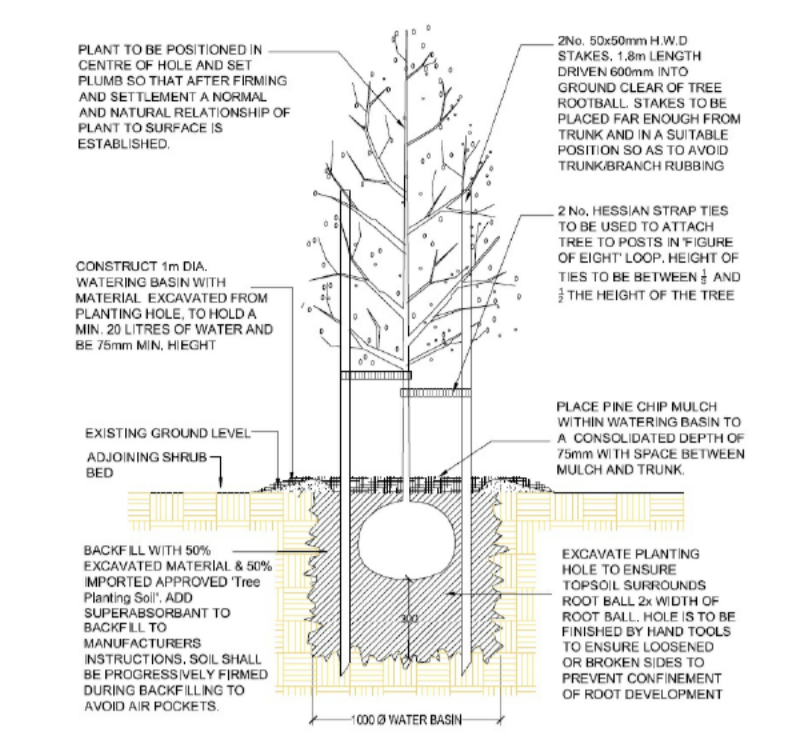 PLANT TO BE POSITIONED IN
CENTRE OF HOLE AND SET
PLUMB SO THAT AFTER FIRMING
AND SETTLEMENT A NORMAL
AND NATURAL RELATIONSHIP OF
PLANT TO SURFACE IS
ESTABLISHED.
2No. 50x50mm H.W.D
STAKES, 1.8m LENGTH
DRIVEN 600mm INTO
GROUND CLEAR OF TREE
ROOTBALL. STAKES TO BE
PLACED FAR ENOUGH FROM
TRUNK AND IN A SUITABLE
POSITION SO AS TO AVOID
TRUNK/BRANCH RUBBING
2 No. HESSIAN STRAP TIES
TO BE USED TO ATTACH
TREE TO POSTS IN 'FIGURE
OF EIGHT' LOOP. HEIGHT OF
TIES TO BE BETWEEN AND
½ THE HEIGHT OF THE TREE
CONSTRUCT 1m DIA.
WATERING BASIN WITH
MATERIAL EXCAVATED FROM
PLANTING HOLE, TO HOLD A
MIN. 20 LITRES OF WATER AND
BE 75mm MIN. HIEGHT
PLACE PINE CHIP MULCH
WITHIN WATERING BASIN TO
A CONSOLIDATED DEPTH OF
75mm WITH SPACE BETWEEN
MULCH AND TRUNK.
EXISTING GROUND LEVEL
ADJOINING SHRUB
BED
BACKFILL WITH 50%
EXCAVATED MATERIAL & 50%
IMPORTED APPROVED 'Tree
Planting Soil'. ADD
SUPERABSORBANT TO
BACKFILL TO
MANUFACTURERS
INSTRUCTIONS, SOIL SHALL
BE PROGRESSIVELY FIRMED
DURING BACKFILLING TO
AVOID AIR POCKETS.
EXCAVATE PLANTING
HOLE TO ENSURE
TOPSOIL SURROUNDS
ROOT BALL 2x WIDTH OF
ROOT BALL. HOLE IS TO BE
FINISHED BY HAND TOOLS
TO ENSURE LOOSENED
OR BROKEN SIDES TO
PREVENT CONFINEMENT
OF ROOT DEVELOPMENT
300
1000 Ø WATER BASIN